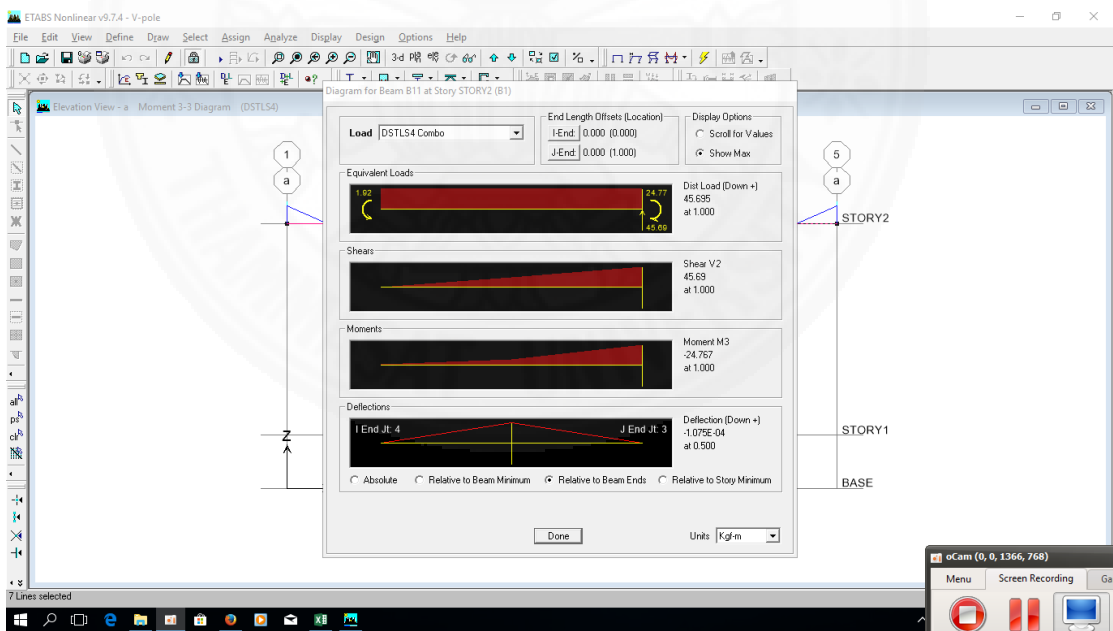 ETABS Nonlinear v9.7.4 - V-pole
File Edit View Define Draw Select Assign Analyze Display Design Options Help
3-d
Elevation View - a Moment 3-3 Diagram (DSTLS4)
Diagram for Beam B11 at Story STORY2 (B1)
Load DSTLS4 Combo
End Length Offsets (Location)
I-End: 0.000 (0.000)
J-End: 0.000 (1.000)
Display Options
Scroll for Values
Show Max
Equivalent Loads
1.92 24.77
45.69
Dist Load (Down +)
45.695
at 1.000
Shears
Shear V2
45.69
at 1.000
Moments
Moment M3
-24.767
at 1.000
Deflections
I End Jt: 4 J End Jt: 3
Deflection (Down +)
-1.075E-04
at 0.500
Absolute Relative to Beam Minimum Relative to Beam Ends Relative to Story Minimum
Done
Units Kgf-m
1
a
5
a
STORY2
STORY1
BASE
Z
all
ps
clr
7 Lines selected
oCam (0, 0, 1366, 768)
Menu Screen Recording Ga